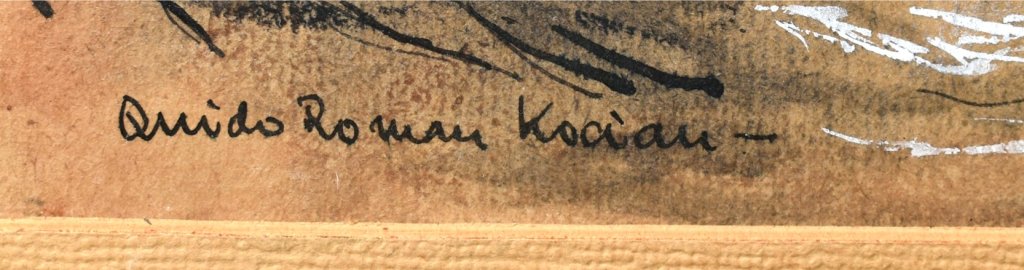 Quido Roman Kocian –